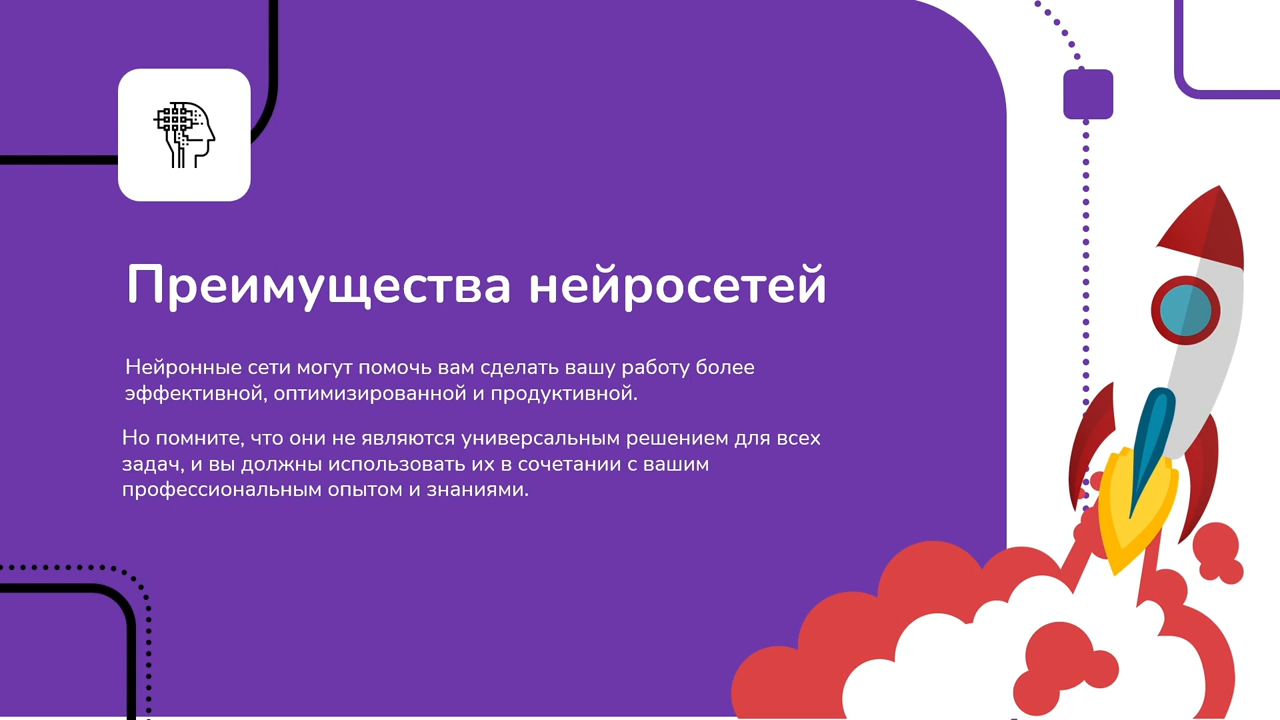 Преимущества нейросетей
Нейронные сети могут помочь вам сделать вашу работу более
эффективной, оптимизированной и продуктивной.
Но помните, что они не являются универсальным решением для всех
задач, и вы должны использовать их в сочетании с вашим
профессиональным опытом и знаниями.